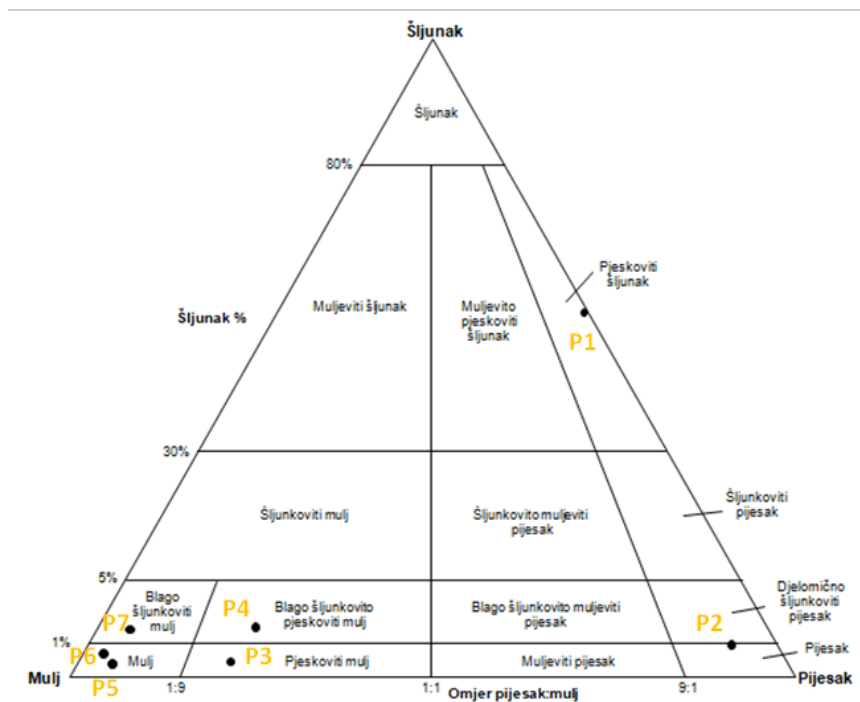 Šljunak
Šljunak
80%
Pjeskoviti
šljunak
Muljeviti šljunak
Muljevito
pjeskoviti
šljunak
Šljunak %
P1
30%
Šljunkoviti mulj
Šljunkovito muljeviti
pijesak
Šljunkoviti
pijesak
5%
Blago
šljunkoviti
mulj
P7
P4
Blago šljunkovito
pjeskoviti mulj
Blago šljunkovito muljeviti
pijesak
Djelomično
šljunkoviti
pijesak
P2
1%
P6
Mulj
P3
Pjeskoviti mulj
Muljeviti pijesak
Pijesak
Mulj
P5
1:9
1:1
Omjer pijesak:mulj
9:1
Pijesak